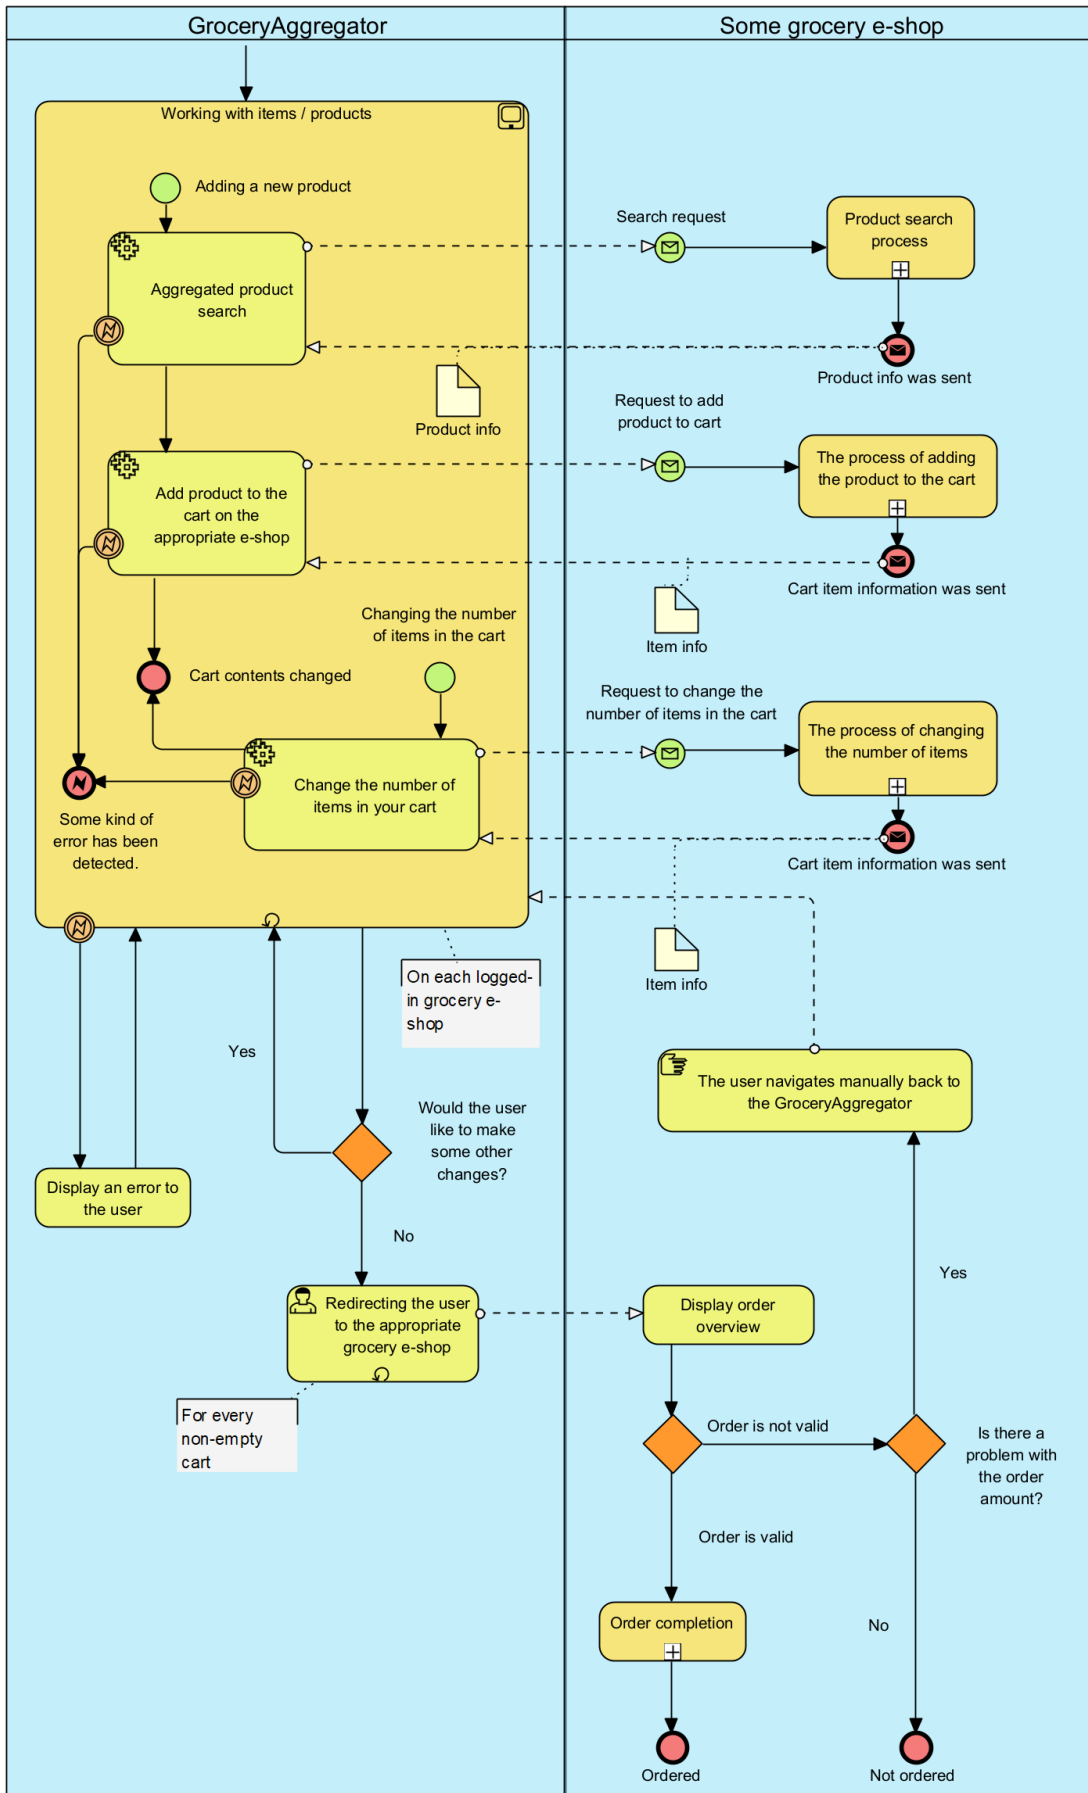 GroceryAggregator
Some grocery e-shop
Working with items / products
Adding a new product
Search request
Product search
process
Aggregated product
search
Product info was sent
Product info
Request to add
product to cart
The process of adding
the product to the cart
Add product to the
cart on the
appropriate e-shop
Cart item information was sent
Item info
Changing the number
of items in the cart
Cart contents changed
Request to change the
number of items in the cart
The process of changing
the number of items
Change the number of
items in your cart
Some kind of
error has been
detected.
Cart item information was sent
Item info
On each logged-
in grocery e-
shop
Yes
The user navigates manually back to
the GroceryAggregator
Would the user
like to make
some other
changes?
Display an error to
the user
No
Yes
Redirecting the user
to the appropriate
grocery e-shop
Display order
overview
For every
non-empty
cart
Order is not valid
Is there a
problem with
the order
amount?
Order is valid
Order completion
No
Ordered
Not ordered